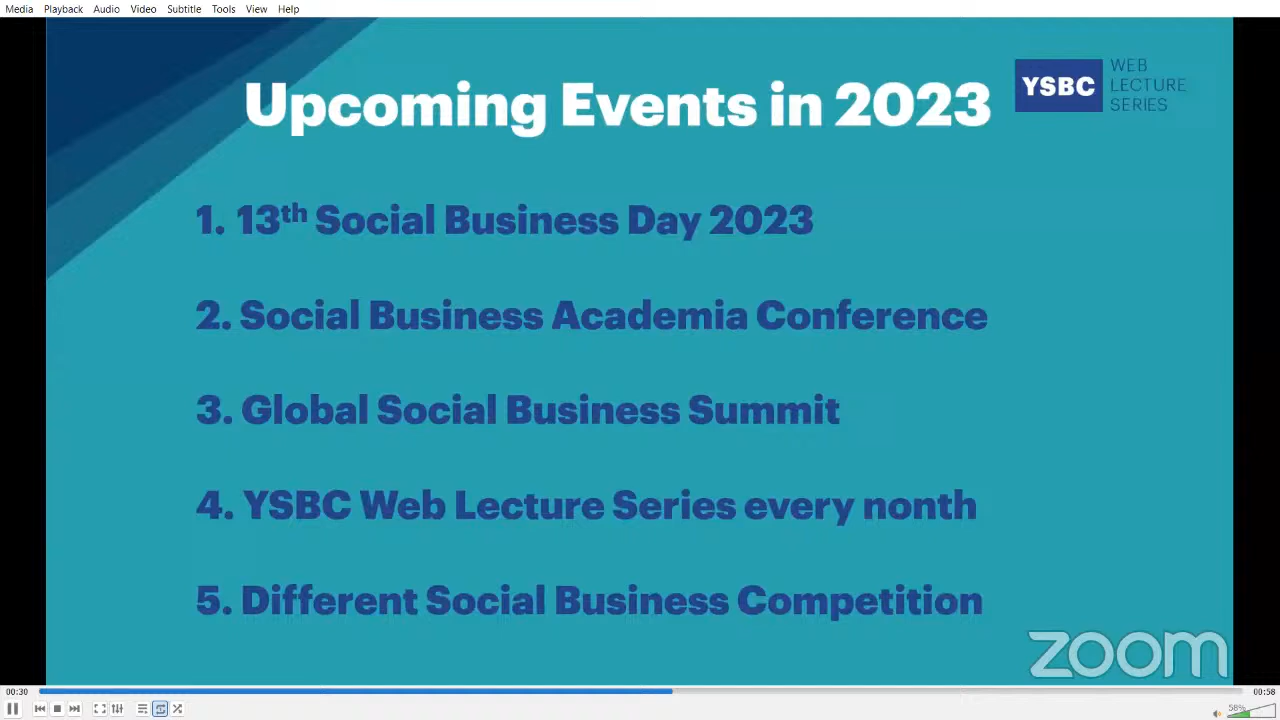 Media Playback Audio Video Subtitle Tools View Help
Upcoming Events in 2023
YSBC
WEB
LECTURE
SERIES
1. 13th Social Business Day 2023
2. Social Business Academia Conference
3. Global Social Business Summit
4. YSBC Web Lecture Series every nonth
5. Different Social Business Competition
zoom
00:30
00:58
58%